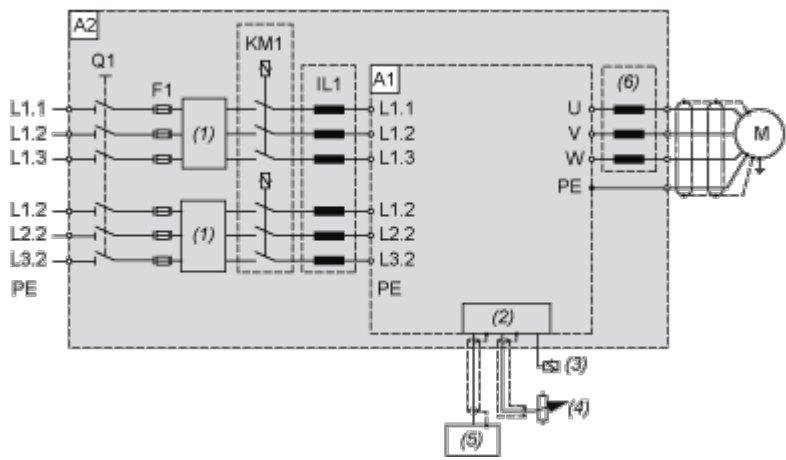 A2
Q1
KM1
F1
IL1
A1
(6)
L1.1 (1) L1.1 U
L1.2 L1.2 V M
L1.3 L1.3 W
PE
L1.2 (1) L1.2
L2.2 L2.2
L3.2 L3.2
PE PE
(2)
(3)
(4)
(5)